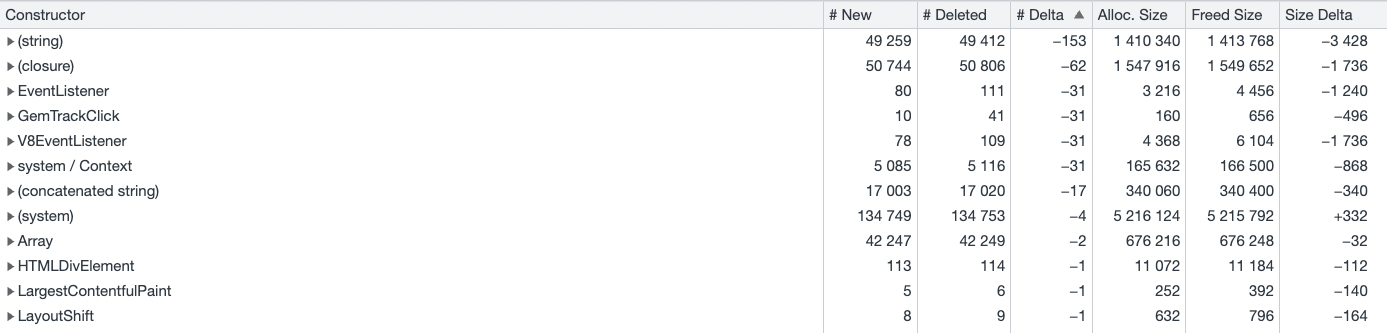 Constructor # New # Deleted # Delta ▲ Alloc. Size Freed Size Size Delta
▶(string) 49 259 49 412 −153 1 410 340 1 413 768 −3 428
▶(closure) 50 744 50 806 −62 1 547 916 1 549 652 −1 736
▶EventListener 80 111 −31 3 216 4 456 −1 240
▶GemTrackClick 10 41 −31 160 656 −496
▶V8EventListener 78 109 −31 4 368 6 104 −1 736
▶system / Context 5 085 5 116 −31 165 632 166 500 −868
▶(concatenated string) 17 003 17 020 −17 340 060 340 400 −340
▶(system) 134 749 134 753 −4 5 216 124 5 215 792 +332
▶Array 42 247 42 249 −2 676 216 676 248 −32
▶HTMLDivElement 113 114 −1 11 072 11 184 −112
▶LargestContentfulPaint 5 6 −1 252 392 −140
▶LayoutShift 8 9 −1 632 796 −164